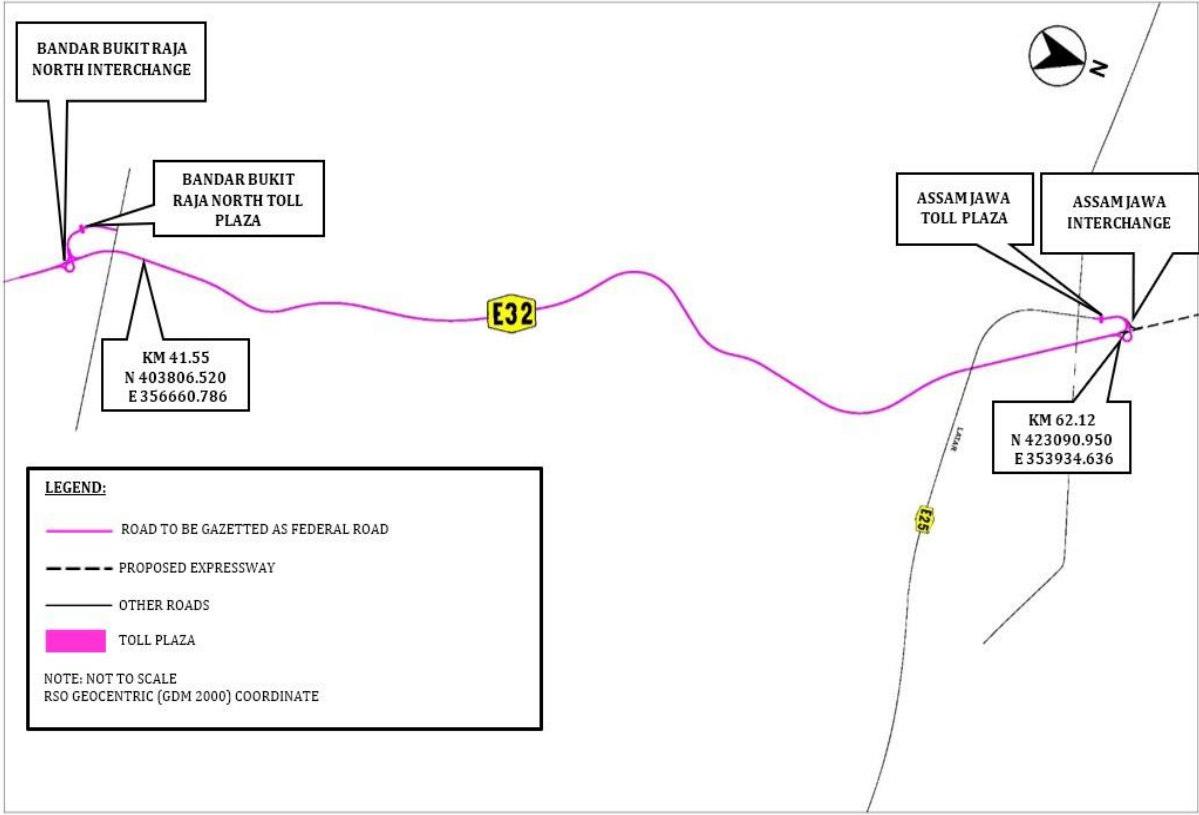 BANDAR BUKIT RAJA
NORTH INTERCHANGE
BANDAR BUKIT
RAJA NORTH TOLL
PLAZA
N
ASSAM JAWA
TOLL PLAZA
ASSAM JAWA
INTERCHANGE
E32
KM 41.55
N 403806.520
E 356660.786
KM 62.12
N 423090.950
E 353934.636
LATAR
E25
LEGEND:
ROAD TO BE GAZETTED AS FEDERAL ROAD
PROPOSED EXPRESSWAY
OTHER ROADS
TOLL PLAZA
NOTE: NOT TO SCALE
RSO GEOCENTRIC (GDM 2000) COORDINATE